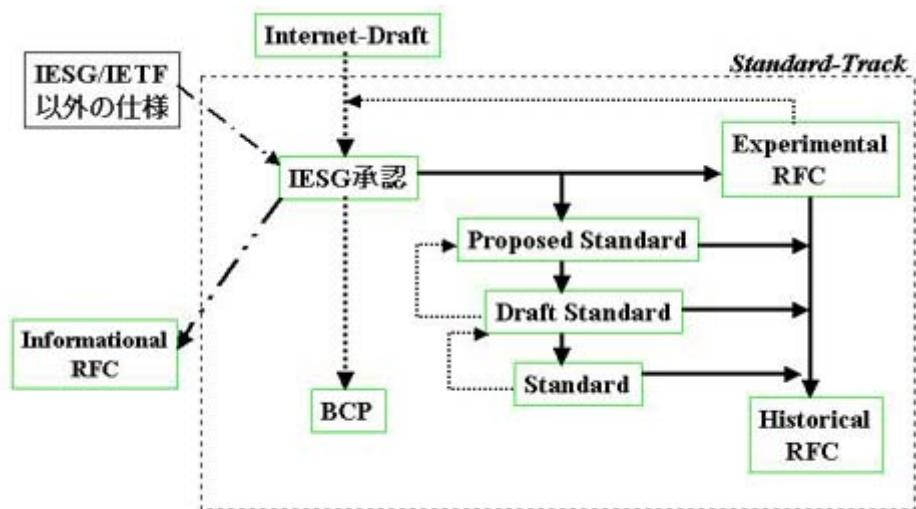 Internet-Draft
IESG/IETF
以外の仕様
Standard-Track
Experimental
RFC
IESG承認
Proposed Standard
Draft Standard
Informational
RFC
Standard
BCP
Historical
RFC